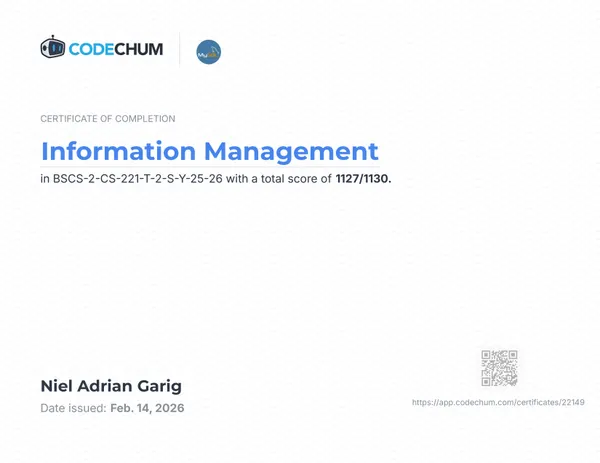 CODECHUM
MySQL
CERTIFICATE OF COMPLETION
Information Management
in BSCS-2-CS-221-T-2-S-Y-25-26 with a total score of 1127/1130.
Niel Adrian Garig
Date issued: Feb. 14, 2026
https://app.codechum.com/certificates/22149